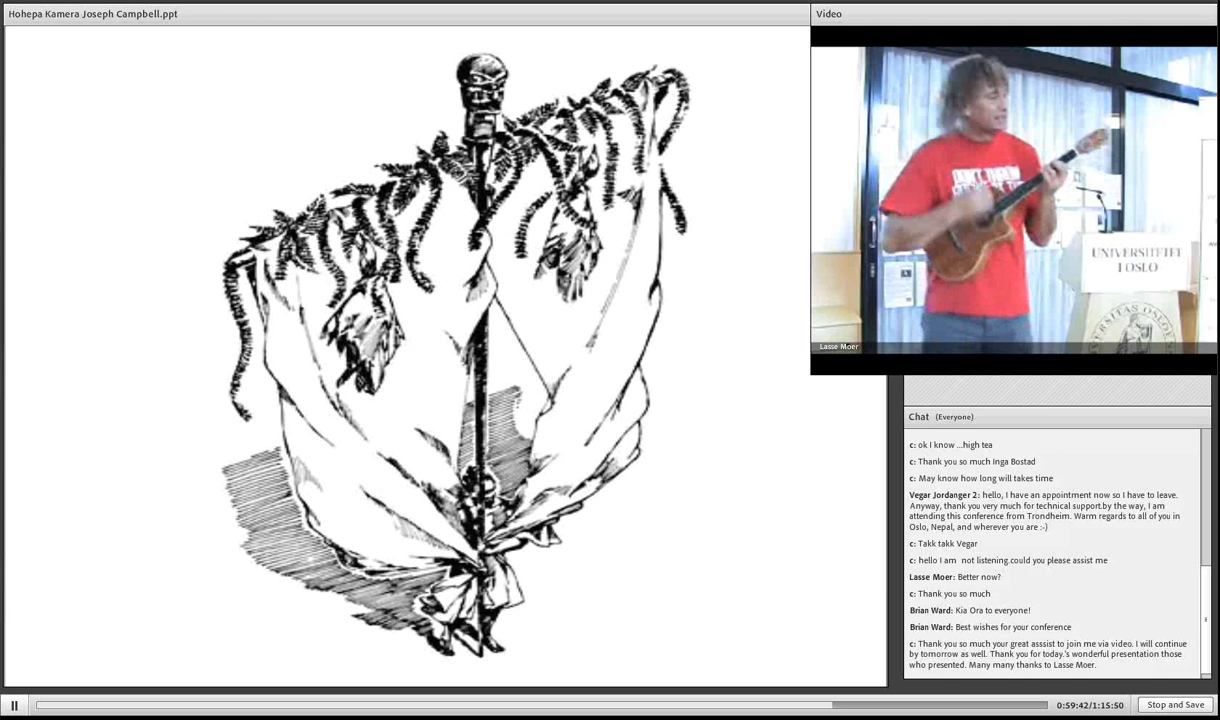 Hohepa Kamera Joseph Campbell.ppt
Video
DON'T THROW
UNIVERSITETET
I OSLO
Lasse Moer
Chat (Everyone)
c: ok I know ...high tea
c: Thank you so much Inga Bostad
c: May know how long will takes time
Vegar Jordanger 2: hello, I have an appointment now so I have to leave.
Anyway, thank you very much for technical support.by the way, I am
attending this conference from Trondheim. Warm regards to all of you in
Oslo, Nepal, and wherever you are :-)
c: Takk takk Vegar
c: hello I am not listening.could you please assist me
Lasse Moer: Better now?
c: Thank you so much
Brian Ward: Kia Ora to everyone!
Brian Ward: Best wishes for your conference
c: Thank you so much your great asssist to join me via video. I will continue
by tomorrow as well. Thank you for today.'s wonderful presentation those
who presented. Many many thanks to Lasse Moer.
0:59:42/1:15:50
Stop and Save